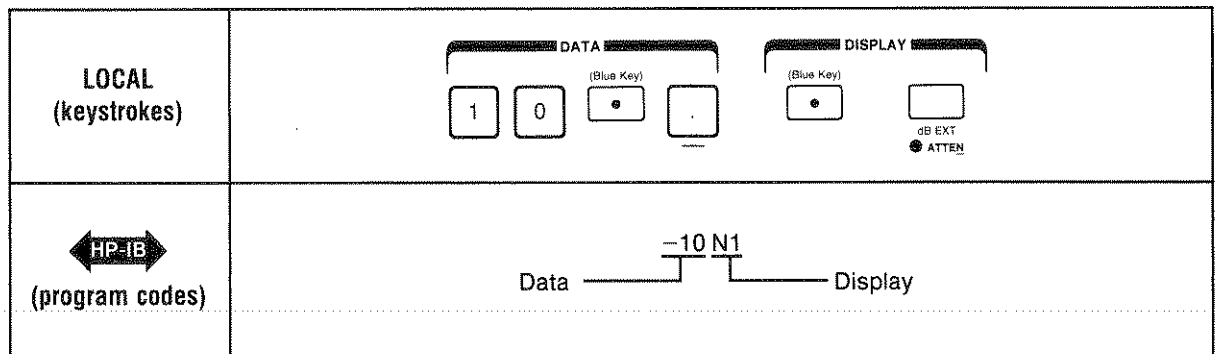 LOCAL
(keystrokes)
DATA
(Blue Key)
1 0 .
DISPLAY
(Blue Key)
dB EXT
ATTEN
HP-IB
(program codes)
−10 N1
Data
Display